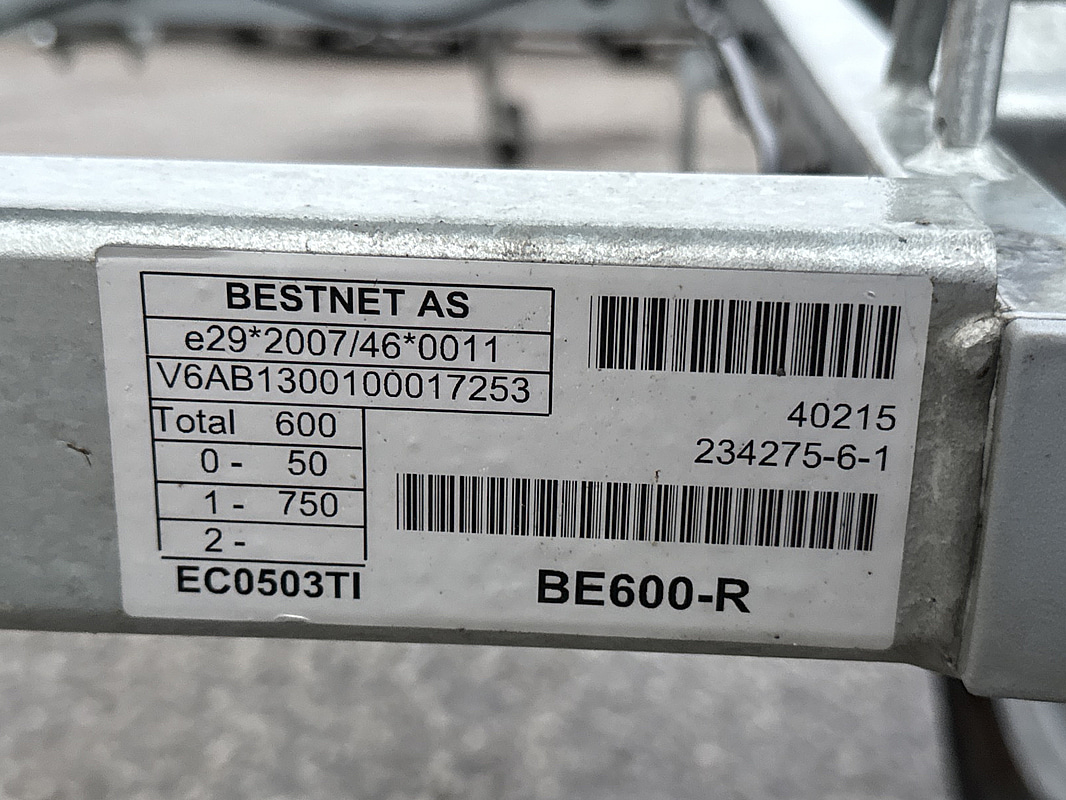 BESTNET AS
e29*2007/46*0011
V6AB1300100017253
Total 600
0 - 50
1 - 750
2 -
EC0503TI
40215
234275-6-1
BE600-R